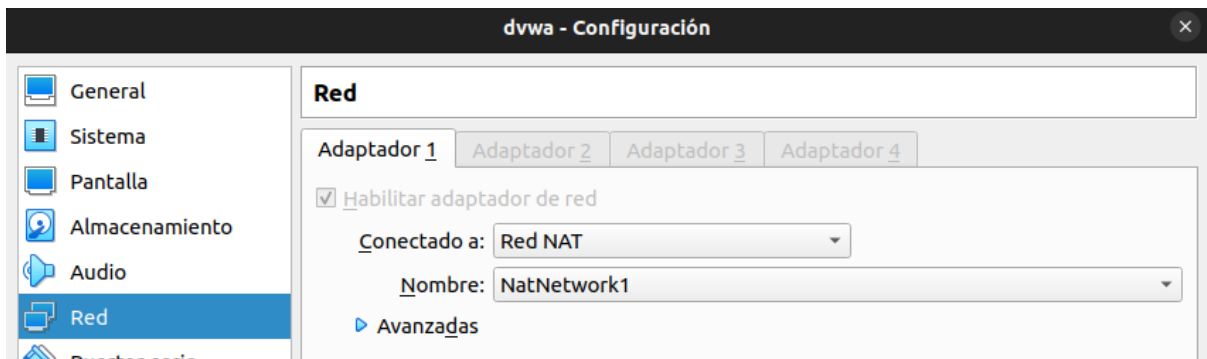 dvwa - Configuración
General
Sistema
Pantalla
Almacenamiento
Audio
Red
Red
Adaptador 1 Adaptador 2 Adaptador 3 Adaptador 4
Habilitar adaptador de red
Conectado a: Red NAT
Nombre: NatNetwork1
Avanzadas